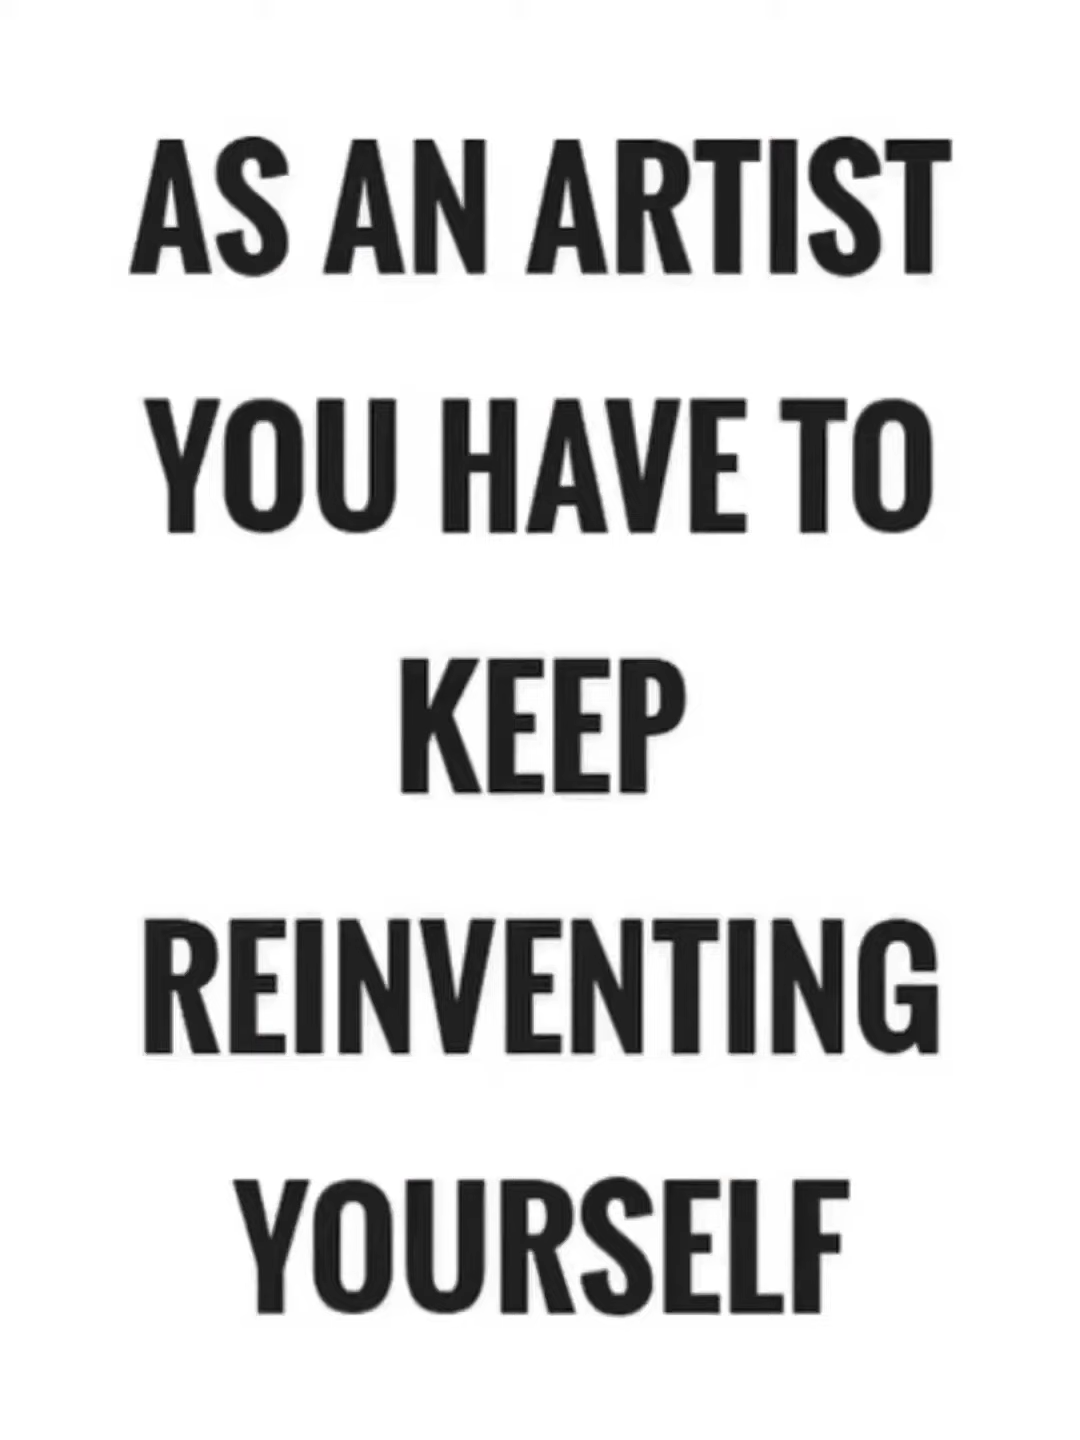 AS AN ARTIST
YOU HAVE TO
KEEP
REINVENTING
YOURSELF